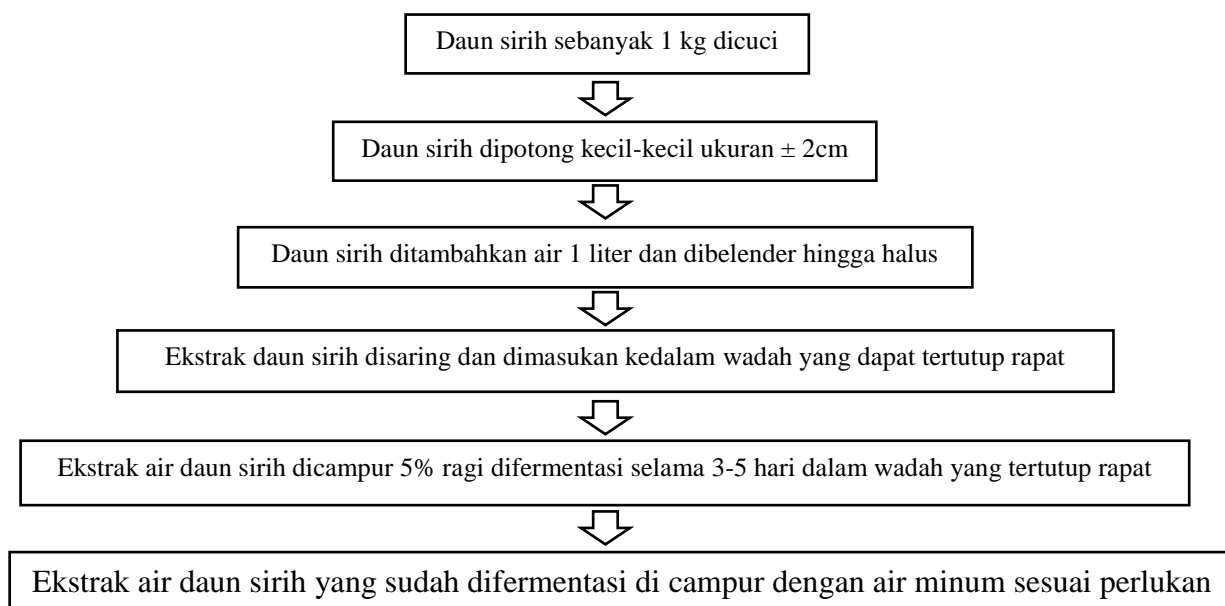 Daun sirih sebanyak 1 kg dicuci
Daun sirih dipotong kecil-kecil ukuran ± 2cm
Daun sirih ditambahkan air 1 liter dan dibelender hingga halus
Ekstrak daun sirih disaring dan dimasukan kedalam wadah yang dapat tertutup rapat
Ekstrak air daun sirih dicampur 5% ragi difermentasi selama 3-5 hari dalam wadah yang tertutup rapat
Ekstrak air daun sirih yang sudah difermentasi di campur dengan air minum sesuai perlukan